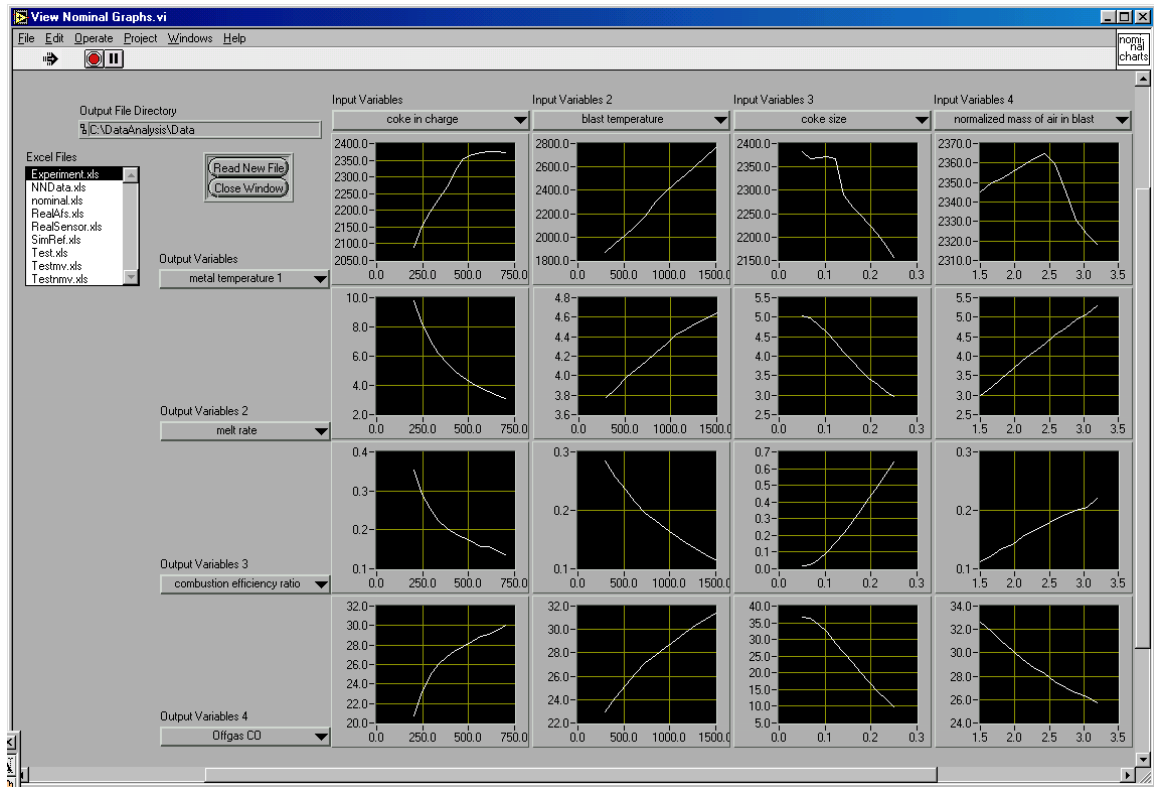 View Nominal Graphs.vi
File Edit Operate Project Windows Help
nomi
nal
charts
Output File Directory
C:\DataAnalysis\Data
Excel Files
Experiment.xls
NNData.xls
nominal.xls
RealAfs.xls
RealSensor.xls
SimRef.xls
Test.xls
Testmv.xls
Testnmv.xls
Read New File
Close Window
Input Variables
coke in charge
Input Variables 2
blast temperature
Input Variables 3
coke size
Input Variables 4
normalized mass of air in blast
Output Variables
metal temperature 1
2400.0
2350.0
2300.0
2250.0
2200.0
2150.0
2100.0
2050.0
0.0 250.0 500.0 750.0
2800.0
2600.0
2400.0
2200.0
2000.0
1800.0
0.0 500.0 1000.0 1500.0
2400.0
2350.0
2300.0
2250.0
2200.0
2150.0
0.0 0.1 0.2 0.3
2370.0
2360.0
2350.0
2340.0
2330.0
2320.0
2310.0
1.5 2.0 2.5 3.0 3.5
Output Variables 2
melt rate
10.0
8.0
6.0
4.0
2.0
0.0 250.0 500.0 750.0
4.8
4.6
4.4
4.2
4.0
3.8
3.6
0.0 500.0 1000.0 1500.0
5.5
5.0
4.5
4.0
3.5
3.0
2.5
0.0 0.1 0.2 0.3
5.5
5.0
4.5
4.0
3.5
3.0
2.5
1.5 2.0 2.5 3.0 3.5
Output Variables 3
combustion efficiency ratio
0.4
0.3
0.2
0.1
0.0 250.0 500.0 750.0
0.3
0.2
0.1
0.0 500.0 1000.0 1500.0
0.7
0.6
0.5
0.4
0.3
0.2
0.1
0.0
0.0 0.1 0.2 0.3
0.3
0.2
0.1
1.5 2.0 2.5 3.0 3.5
Output Variables 4
Offgas CO
32.0
30.0
28.0
26.0
24.0
22.0
20.0
0.0 250.0 500.0 750.0
32.0
30.0
28.0
26.0
24.0
22.0
0.0 500.0 1000.0 1500.0
40.0
35.0
30.0
25.0
20.0
15.0
10.0
5.0
0.0 0.1 0.2 0.3
34.0
32.0
30.0
28.0
26.0
24.0
1.5 2.0 2.5 3.0 3.5